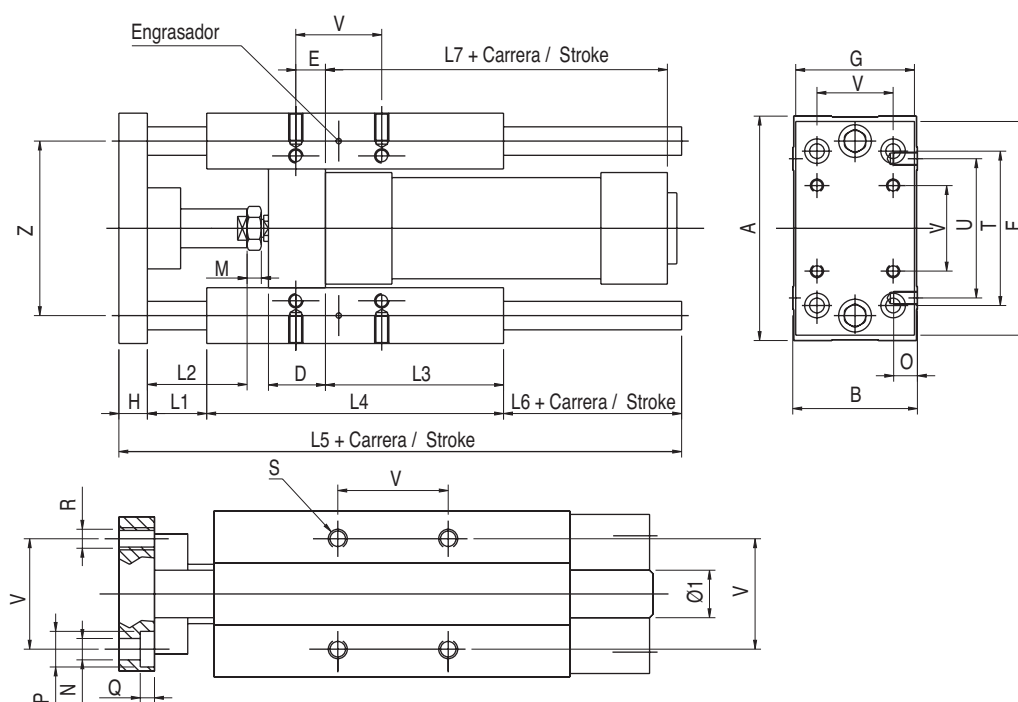 Engrasador
V
E
L7 + Carrera / Stroke
G
V
Z
M
A
V
U
T
F
L2
D
L3
O
H
L1
L4
L6 + Carrera / Stroke
B
L5 + Carrera / Stroke
S
V
R
V
Ø1
V
P
N
Q